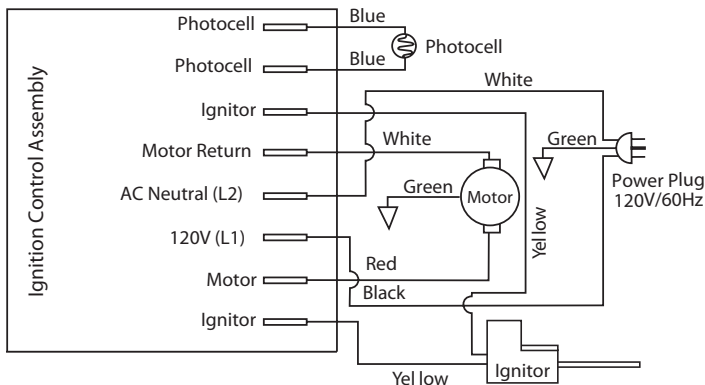 Ignition Control Assembly
Photocell
Photocell
Ignitor
Motor Return
AC Neutral (L2)
120V (L1)
Motor
Ignitor
Blue
Blue
Photocell
White
White
Green
Motor
Green
Power Plug
120V/60Hz
Yel low
Red
Black
Yel low
Ignitor